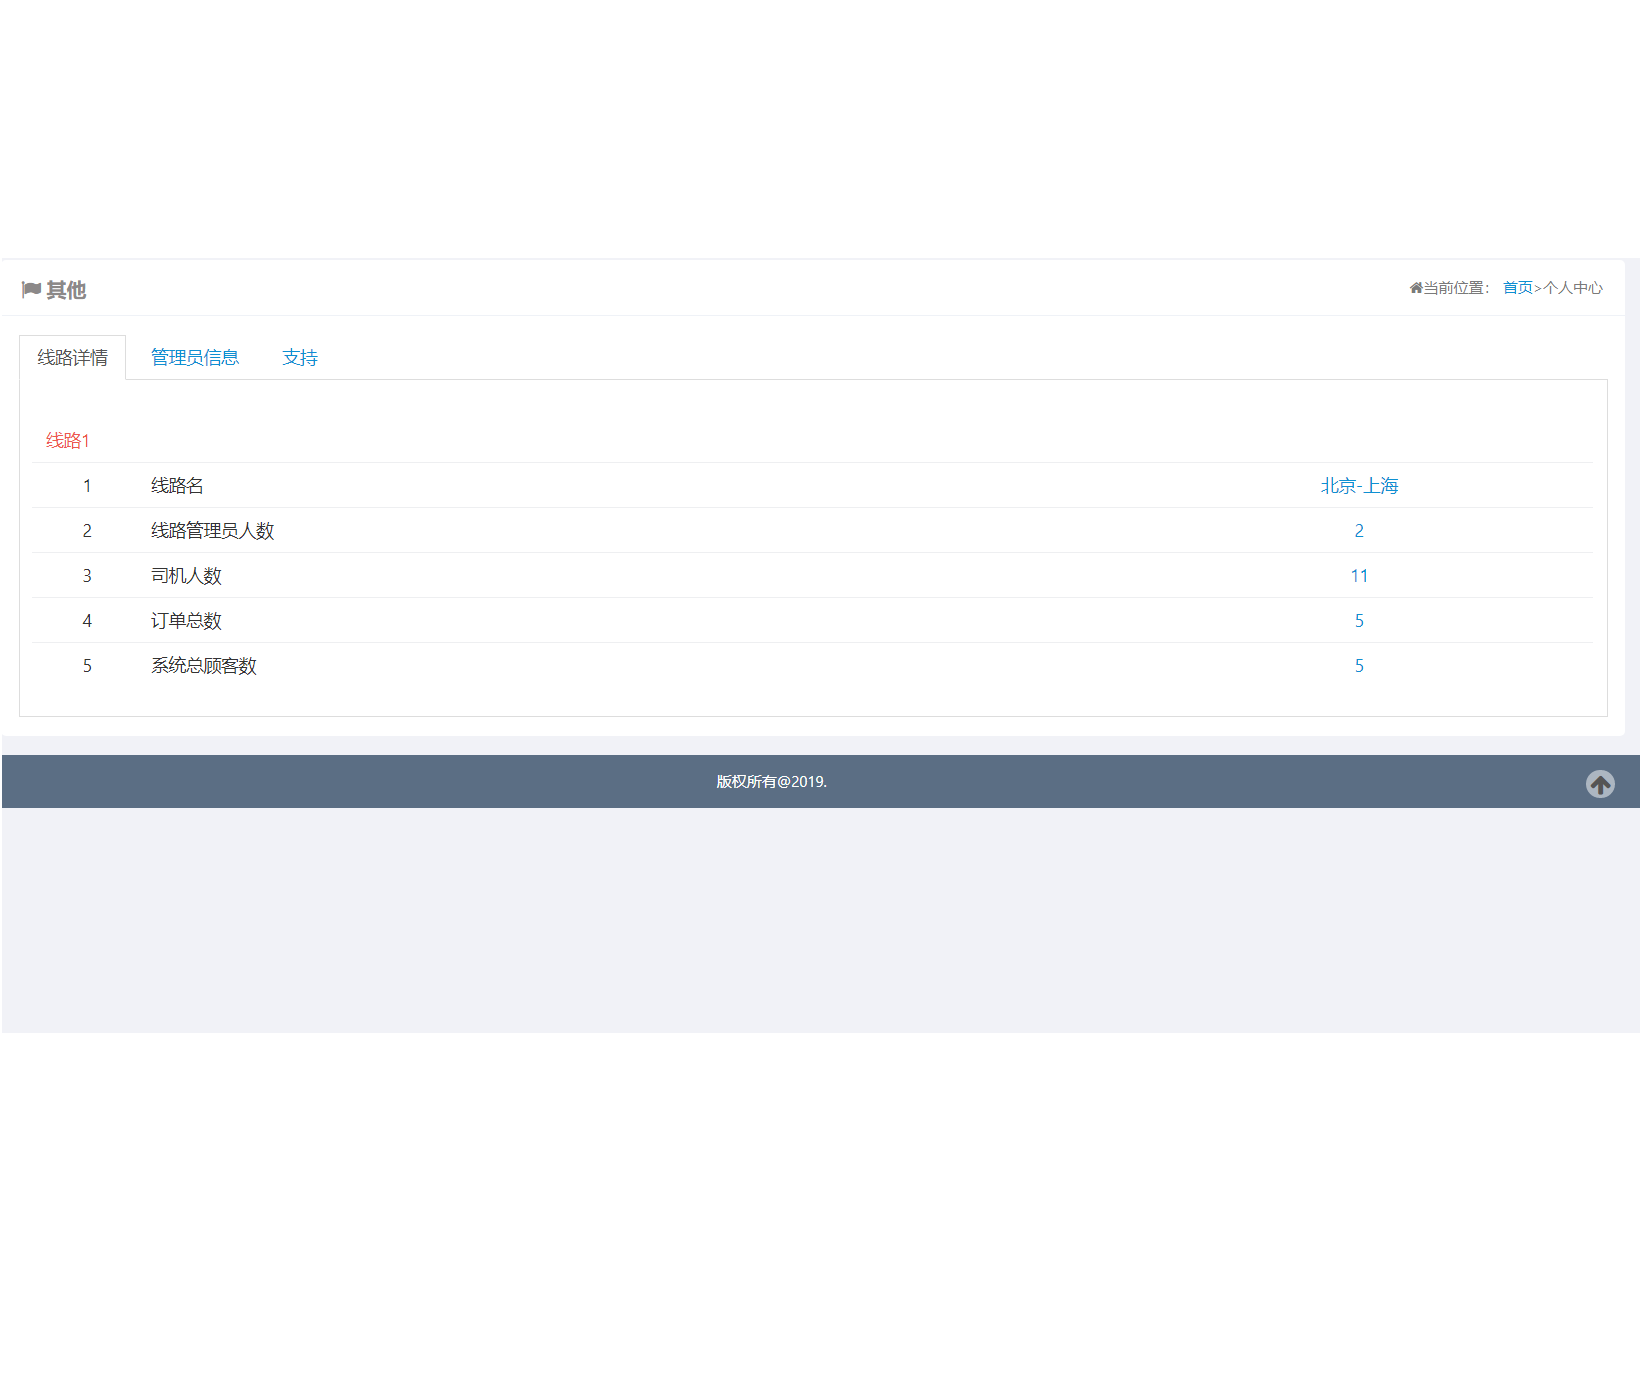 其他
当前位置： 首页>个人中心
线路详情 管理员信息 支持
线路1
1 线路名 北京-上海
2 线路管理员人数 2
3 司机人数 11
4 订单总数 5
5 系统总顾客数 5
版权所有@2019.